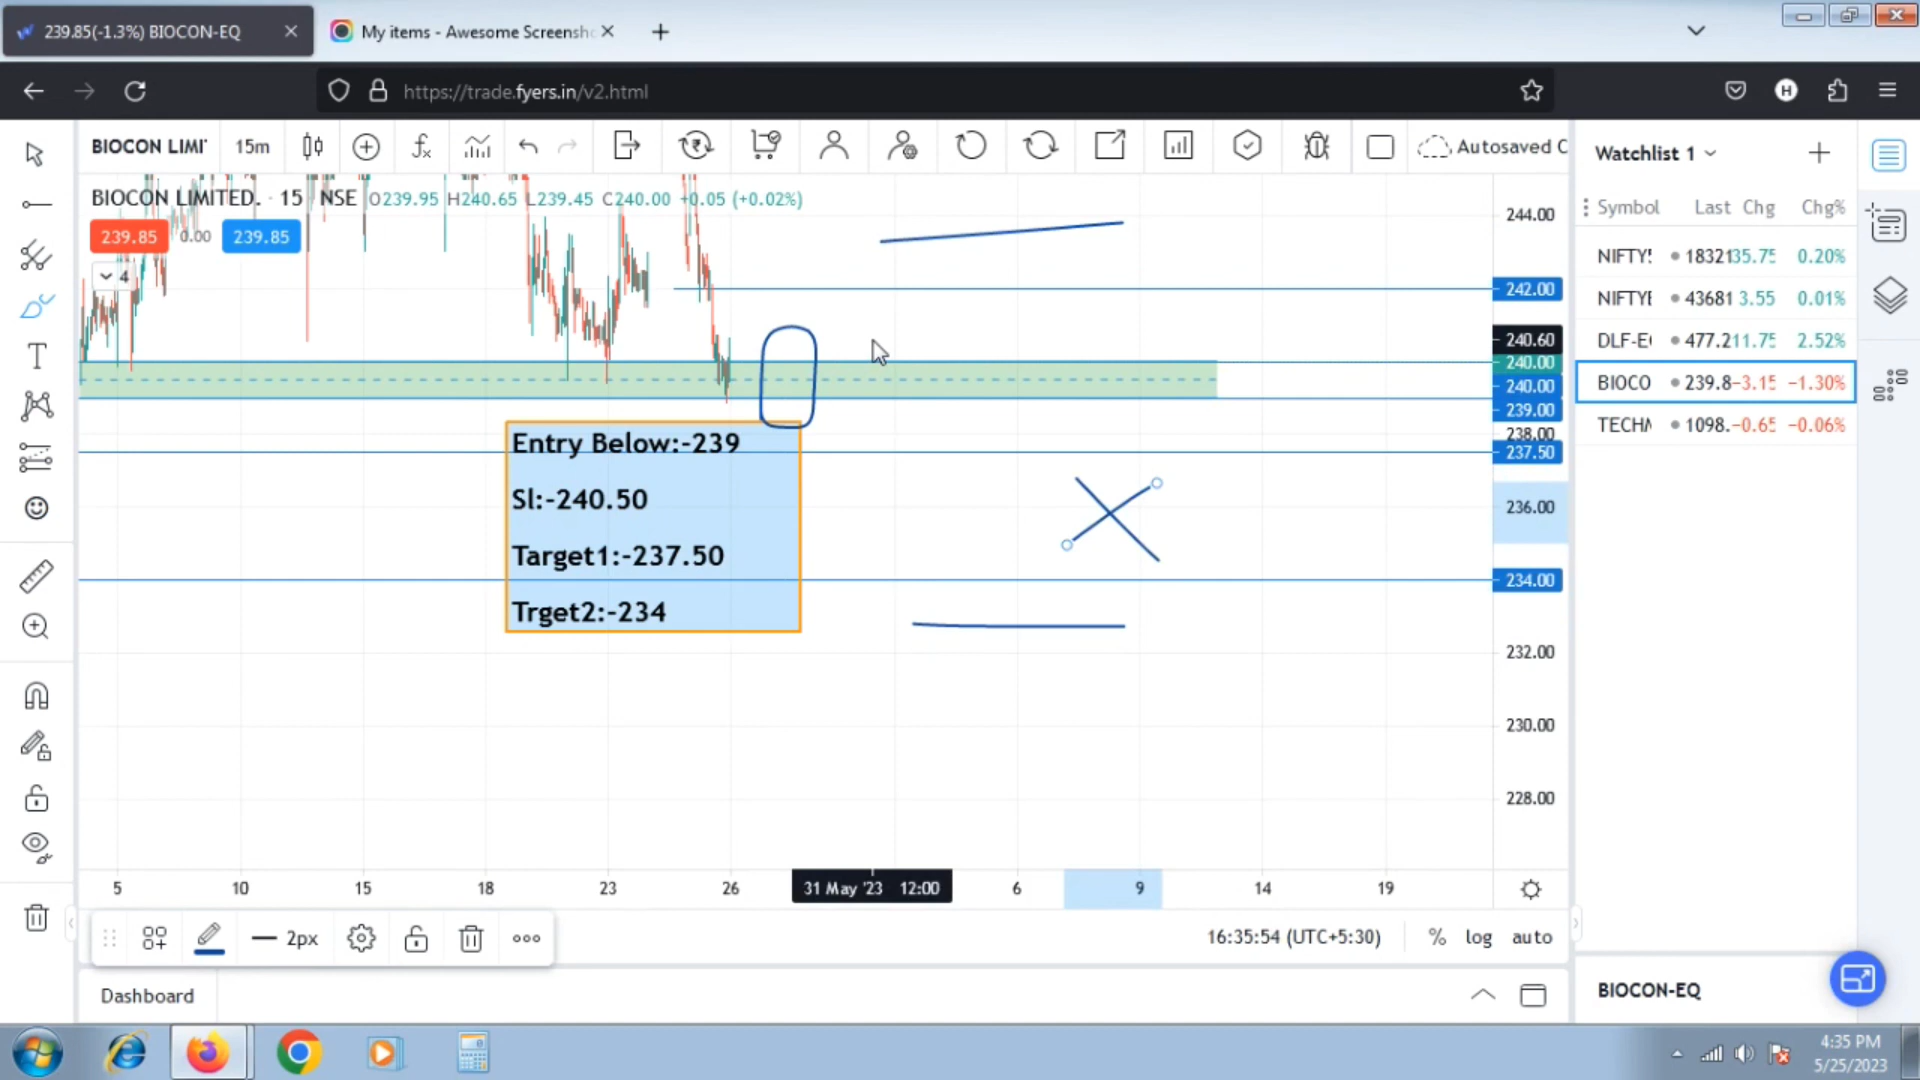 239.85(-1.3%) BIOCON-EQ
My items - Awesome Screensh
https://trade.fyers.in/v2.html
BIOCON LIMI
15m
Autosaved C
BIOCON LIMITED. · 15 NSE O239.95 H240.65 L239.45 C240.00 +0.05 (+0.02%)
239.85 0.00 239.85
4
Entry Below:-239
Sl:-240.50
Target1:-237.50
Trget2:-234
244.00
242.00
240.60
240.00
240.00
239.00
238.00
237.50
236.00
234.00
232.00
230.00
228.00
5 10 15 18 23 26 31 May '23 12:00 6 9 14 19
2px
16:35:54 (UTC+5:30) % log auto
Dashboard
Watchlist 1
Symbol Last Chg Chg%
NIFTY 18321 35.75 0.20%
NIFTYB 43681 3.55 0.01%
DLF-E 477.2 11.75 2.52%
BIOCO 239.8 −3.15 −1.30%
TECHM 1098. −0.65 −0.06%
BIOCON-EQ
4:35 PM
5/25/2023